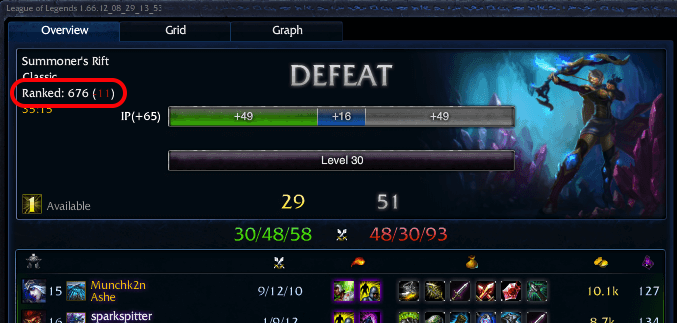 League of Legends 1.66.12_08_29_13_53
Overview Grid Graph
Summoner's Rift
Classic
Ranked: 676 (11)
35:15
DEFEAT
IP(+65) +49 +16 +49
Level 30
1 Available
29 51
30/48/58 48/30/93
15 Munchk2n 9/12/10 10.1k 127
Ashe
16 sparkspitter 1/9/12 8.7k 134